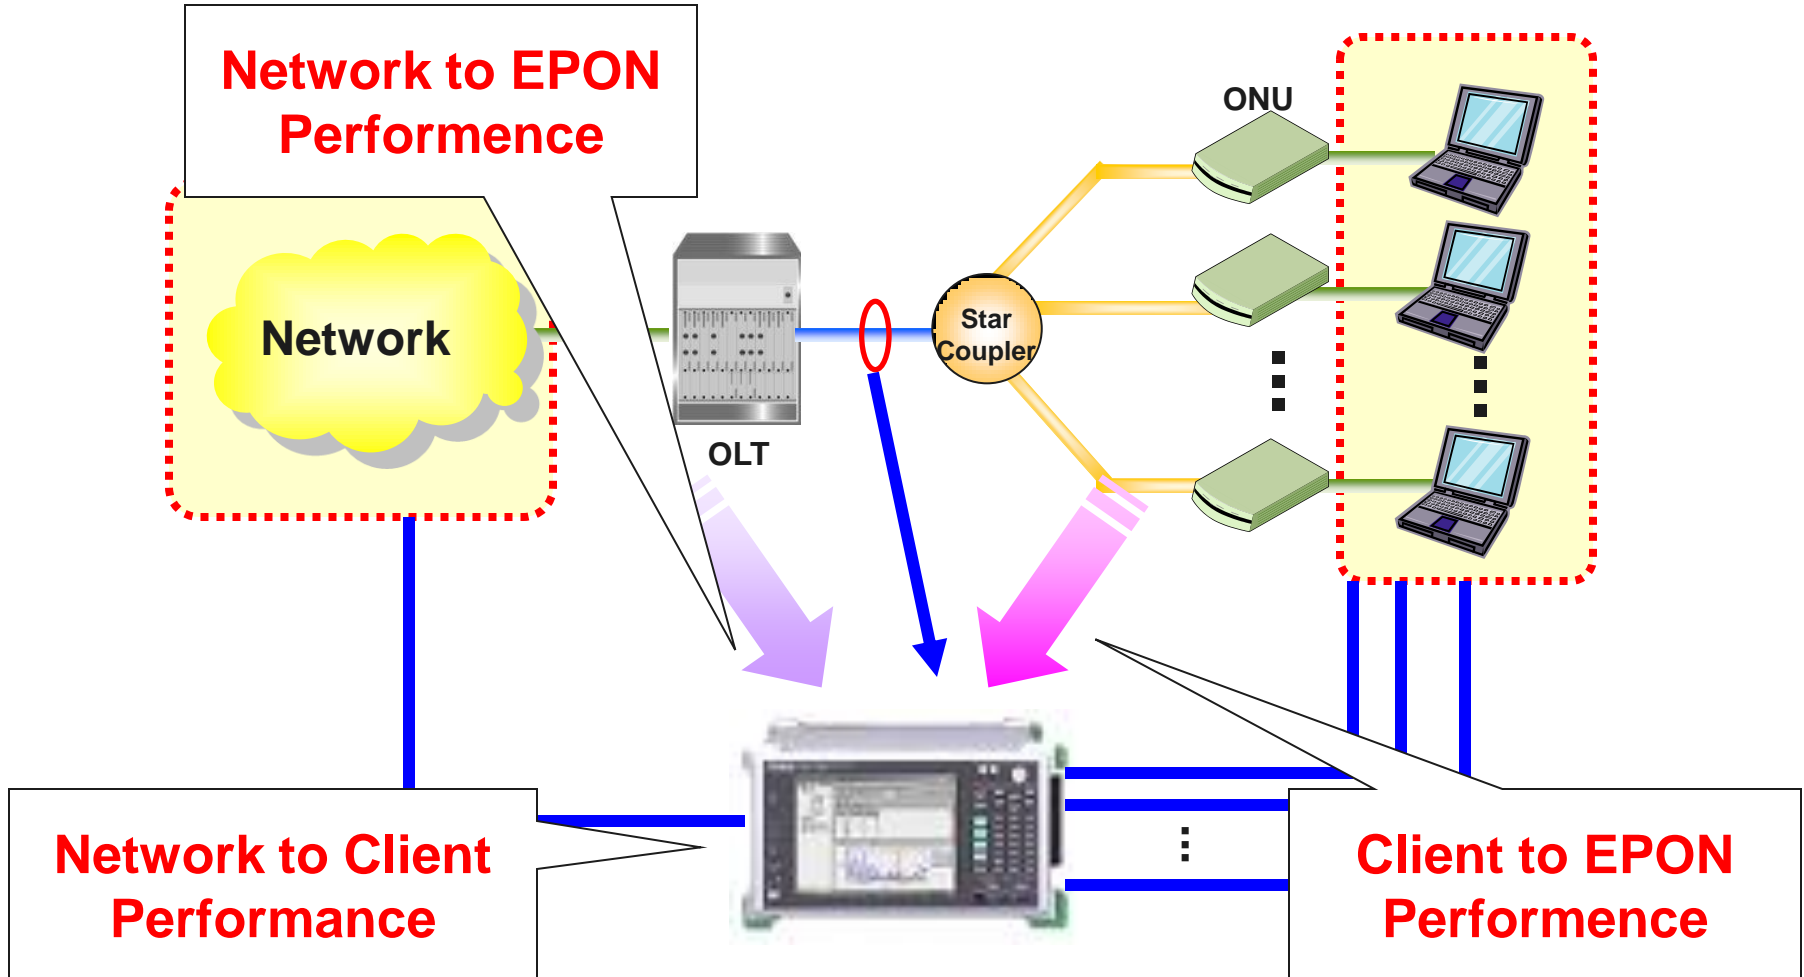 Network to EPON
Performence
ONU
Network
Star
Coupler
OLT
Network to Client
Performance
Client to EPON
Performence